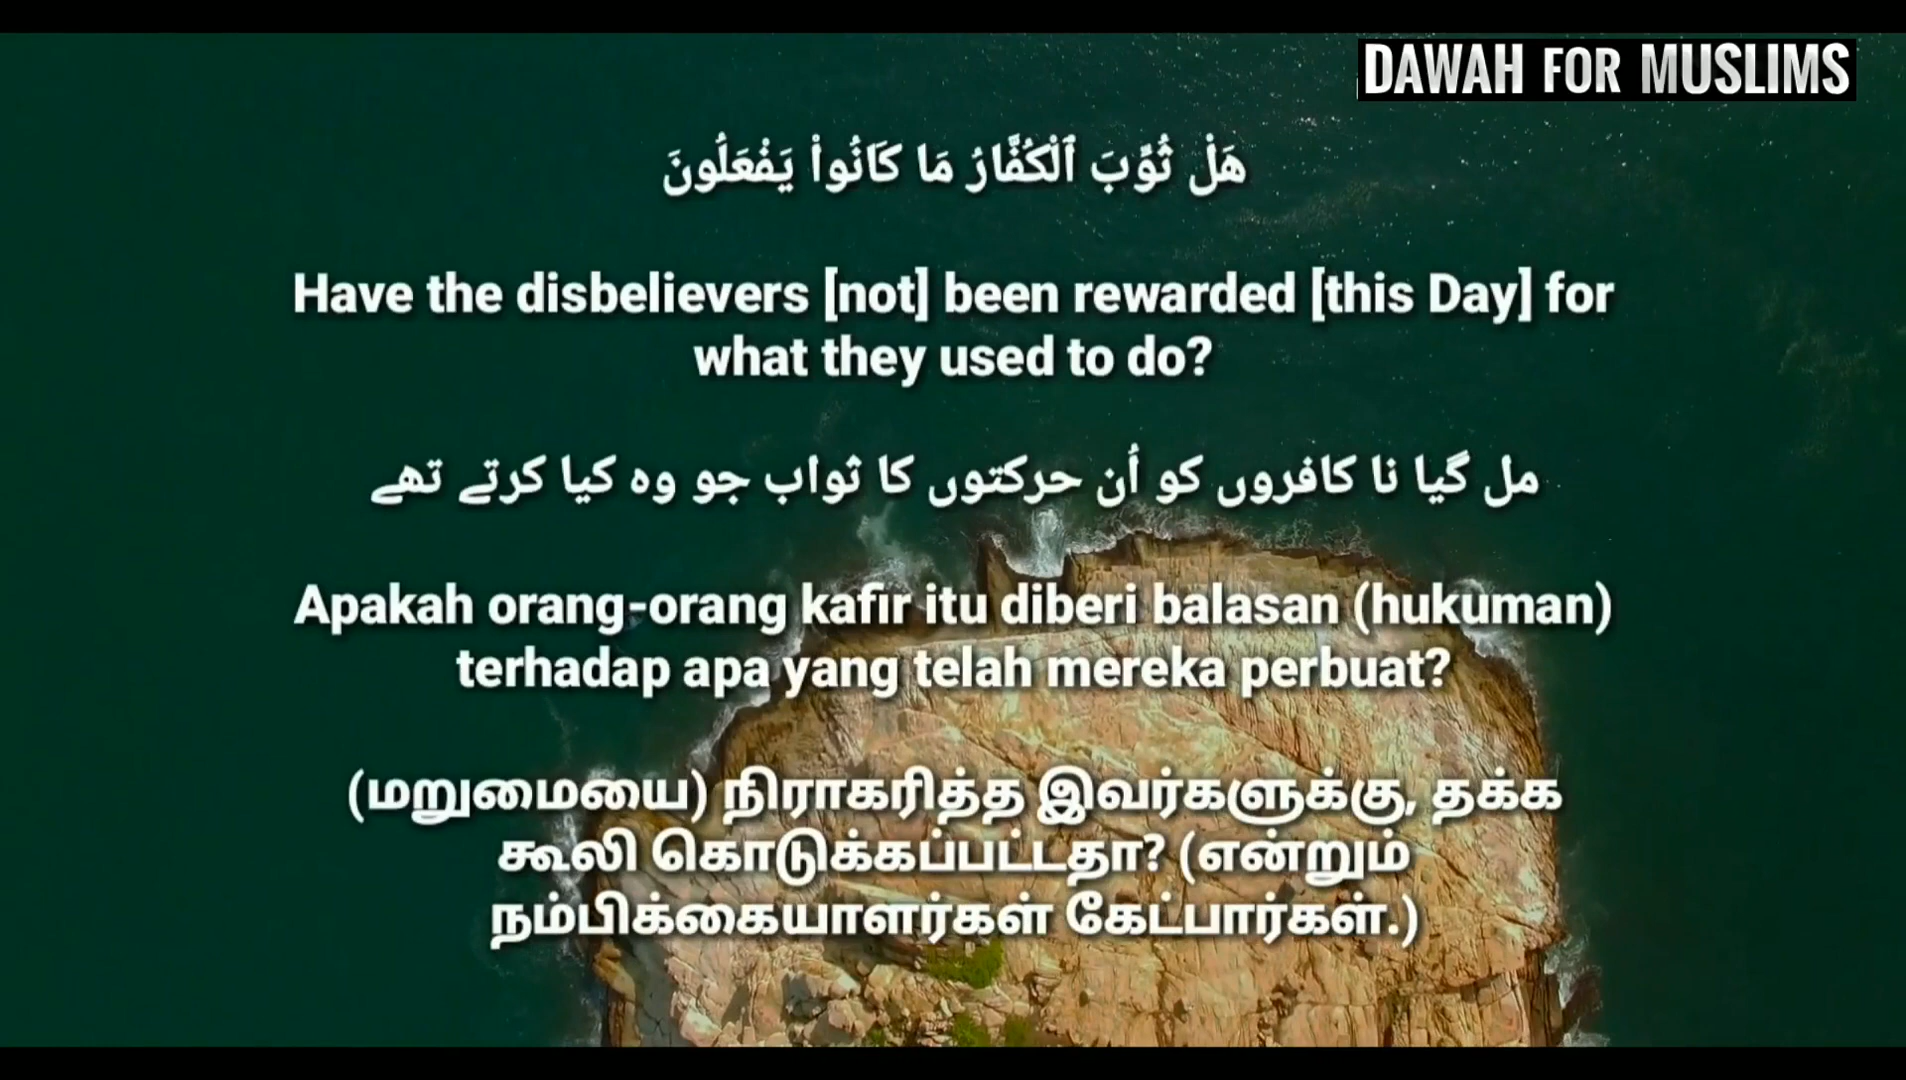 DAWAH FOR MUSLIMS
هَلْ ثُوِّبَ ٱلْكُفَّارُ مَا كَانُوا۟ يَفْعَلُونَ
Have the disbelievers [not] been rewarded [this Day] for
what they used to do?
مل گیا نا کافروں کو اُن حرکتوں کا ثواب جو وہ کیا کرتے تھے
Apakah orang-orang kafir itu diberi balasan (hukuman)
terhadap apa yang telah mereka perbuat?
(மறுமையை) நிராகரித்த இவர்களுக்கு, தக்க
கூலி கொடுக்கப்பட்டதா? (என்றும்
நம்பிக்கையாளர்கள் கேட்பார்கள்.)